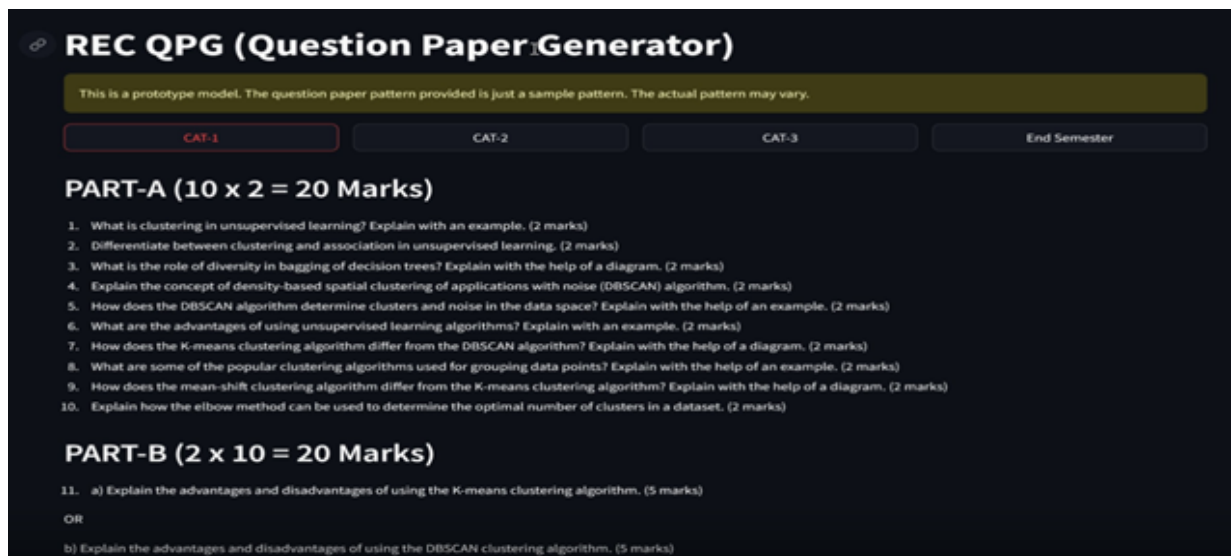 REC QPG (Question Paper Generator)
This is a prototype model. The question paper pattern provided is just a sample pattern. The actual pattern may vary.
CAT-1 CAT-2 CAT-3 End Semester
PART-A (10 x 2 = 20 Marks)
1. What is clustering in unsupervised learning? Explain with an example. (2 marks)
2. Differentiate between clustering and association in unsupervised learning. (2 marks)
3. What is the role of diversity in bagging of decision trees? Explain with the help of a diagram. (2 marks)
4. Explain the concept of density-based spatial clustering of applications with noise (DBSCAN) algorithm. (2 marks)
5. How does the DBSCAN algorithm determine clusters and noise in the data space? Explain with the help of an example. (2 marks)
6. What are the advantages of using unsupervised learning algorithms? Explain with an example. (2 marks)
7. How does the K-means clustering algorithm differ from the DBSCAN algorithm? Explain with the help of a diagram. (2 marks)
8. What are some of the popular clustering algorithms used for grouping data points? Explain with the help of an example. (2 marks)
9. How does the mean-shift clustering algorithm differ from the K-means clustering algorithm? Explain with the help of a diagram. (2 marks)
10. Explain how the elbow method can be used to determine the optimal number of clusters in a dataset. (2 marks)
PART-B (2 x 10 = 20 Marks)
11. a) Explain the advantages and disadvantages of using the K-means clustering algorithm. (5 marks)
OR
b) Explain the advantages and disadvantages of using the DBSCAN clustering algorithm. (5 marks)